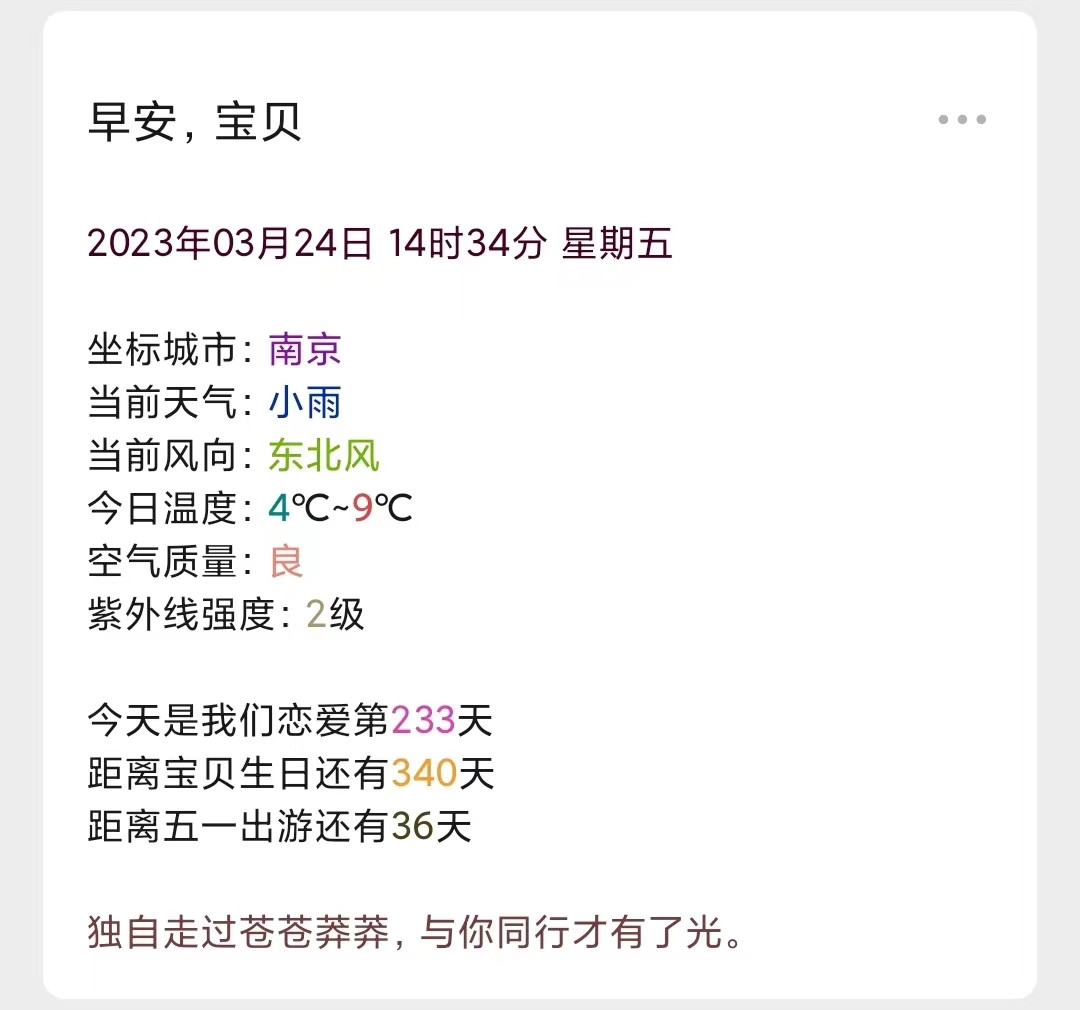 早安，宝贝
2023年03月24日 14时34分 星期五
坐标城市：南京
当前天气：小雨
当前风向：东北风
今日温度：4℃~9℃
空气质量：良
紫外线强度：2级
今天是我们恋爱第233天
距离宝贝生日还有340天
距离五一出游还有36天
独自走过苍苍莽莽，与你同行才有了光。